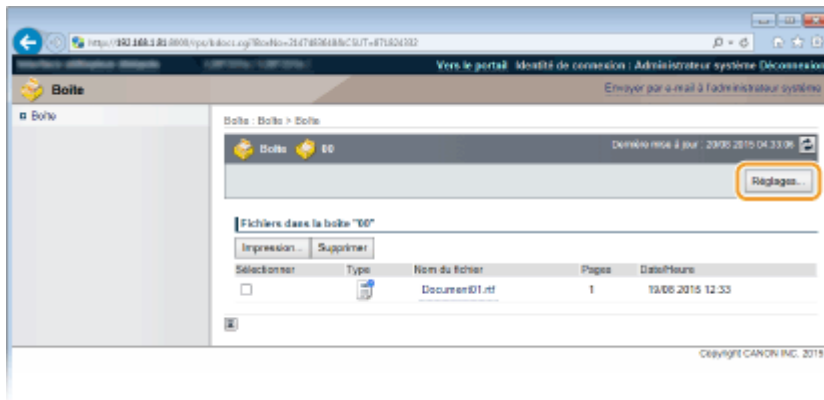 Vers le portail Identité de connexion : Administrateur système Déconnexion
Boîte
Envoyer par e-mail à l'administrateur système
Boîte
Boîte : Boîte > Boîte
Boîte 00
Dernière mise à jour : 20/08 2015 04:33:06
Réglages...
Fichiers dans la boîte "00"
Impression... Supprimer
Sélectionner Type Nom du fichier Pages Date/Heure
Document01.rtf 1 19/08 2015 12:33
Copyright CANON INC. 2015